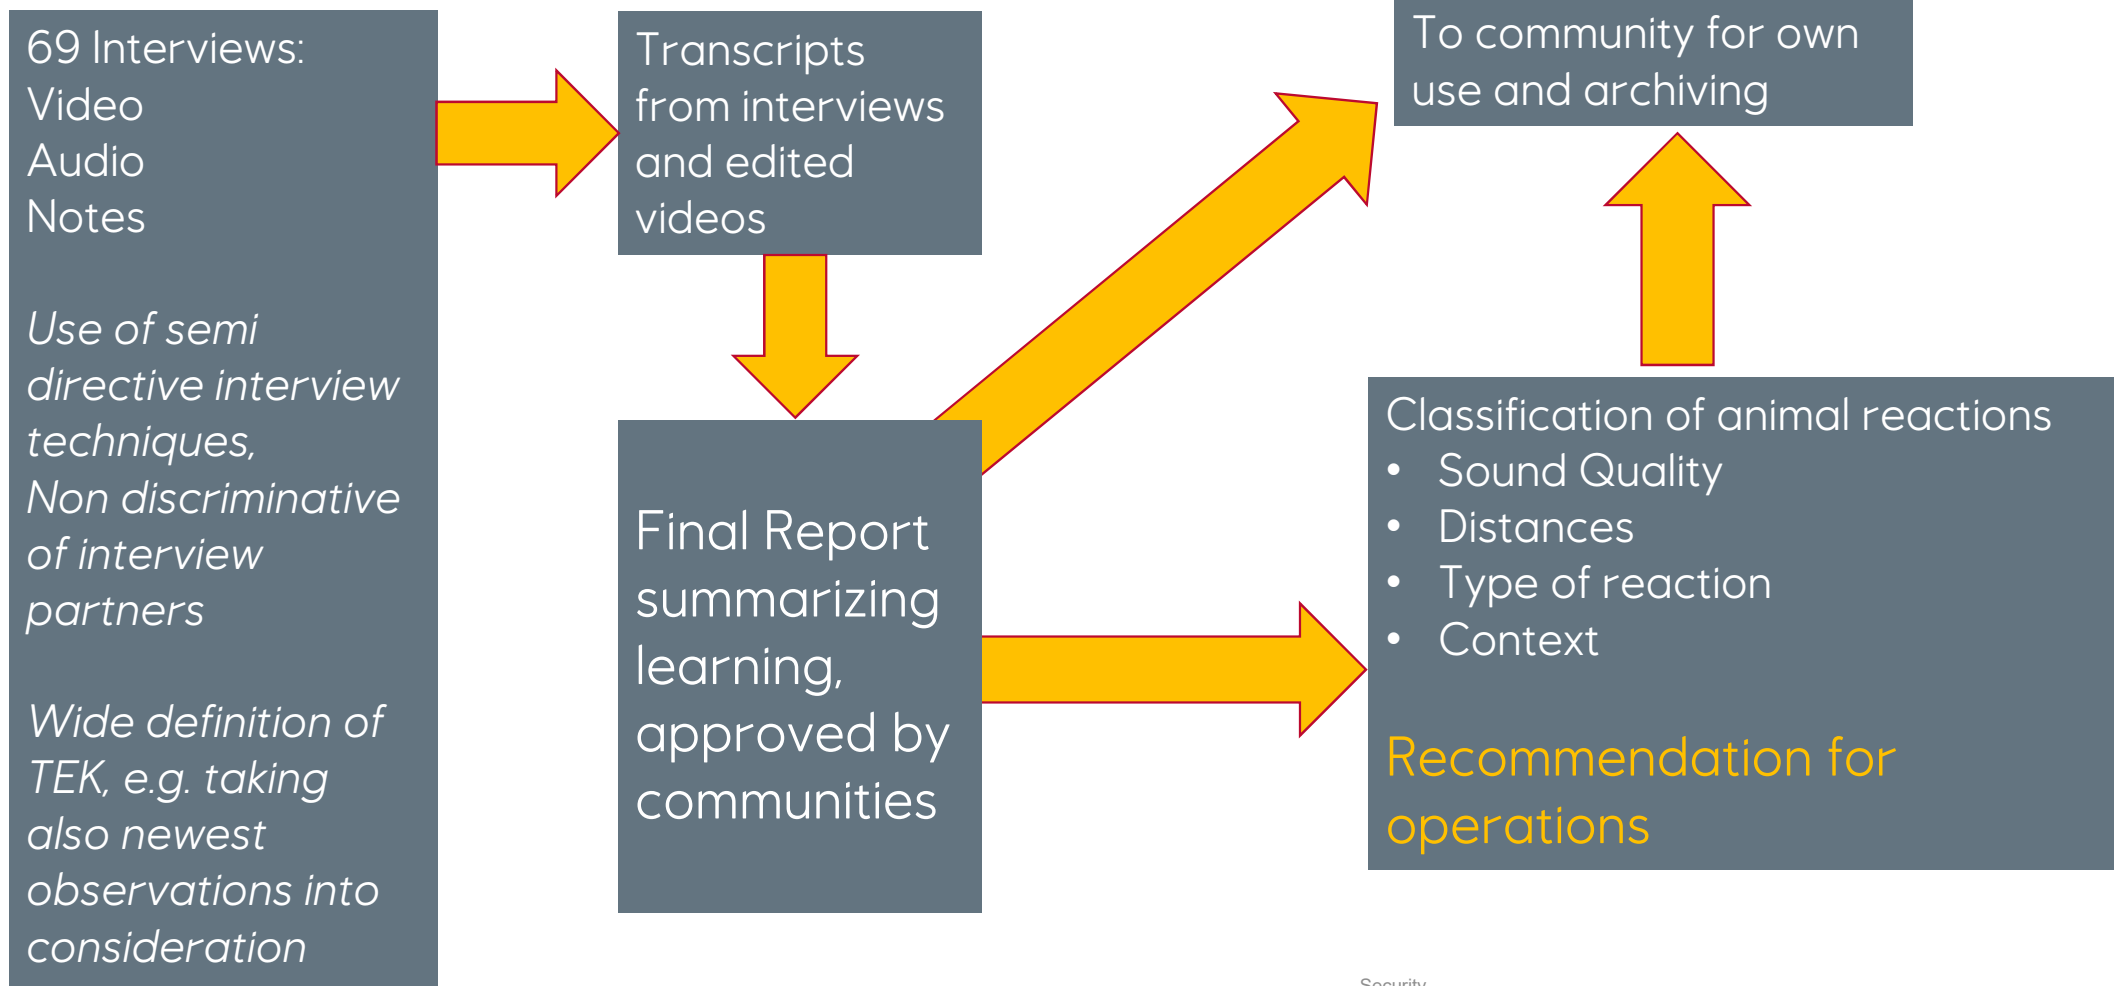 69 Interviews:
Video
Audio
Notes
Use of semi
directive interview
techniques,
Non discriminative
of interview
partners
Wide definition of
TEK, e.g. taking
also newest
observations into
consideration
Transcripts
from interviews
and edited
videos
Final Report
summarizing
learning,
approved by
communities
To community for own
use and archiving
Classification of animal reactions
• Sound Quality
• Distances
• Type of reaction
• Context
Recommendation for
operations
Security